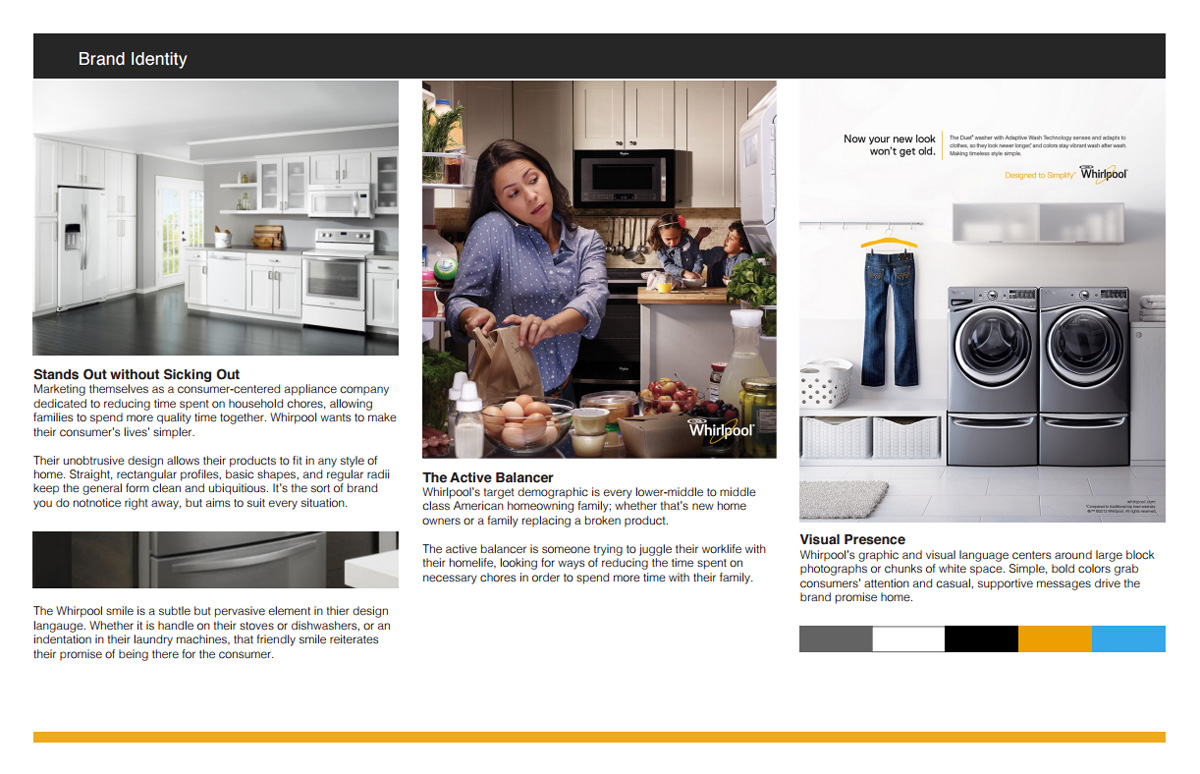 Brand Identity
Stands Out without Sicking Out
Marketing themselves as a consumer-centered appliance company
dedicated to reducing time spent on household chores, allowing
families to spend more quality time together. Whirpool wants to make
their consumer's lives' simpler.
Their unobtrusive design allows their products to fit in any style of
home. Straight, rectangular profiles, basic shapes, and regular radii
keep the general form clean and ubiquitious. It's the sort of brand
you do notnotice right away, but aims to suit every situation.
The Whirpool smile is a subtle but pervasive element in thier design
langauge. Whether it is handle on their stoves or dishwashers, or an
indentation in their laundry machines, that friendly smile reiterates
their promise of being there for the consumer.
Whirlpool
The Active Balancer
Whirlpool's target demographic is every lower-middle to middle
class American homeowning family; whether that's new home
owners or a family replacing a broken product.
The active balancer is someone trying to juggle their worklife with
their homelife, looking for ways of reducing the time spent on
necessary chores in order to spend more time with their family.
Now your new look
won't get old.
The Duet® washer with Adaptive Wash Technology senses and adapts to
clothes, so they look newer longer,* and colors stay vibrant wash after wash.
Making timeless style simple.
Designed to Simplify™ Whirlpool
Visual Presence
Whirpool's graphic and visual language centers around large block
photographs or chunks of white space. Simple, bold colors grab
consumers' attention and casual, supportive messages drive the
brand promise home.